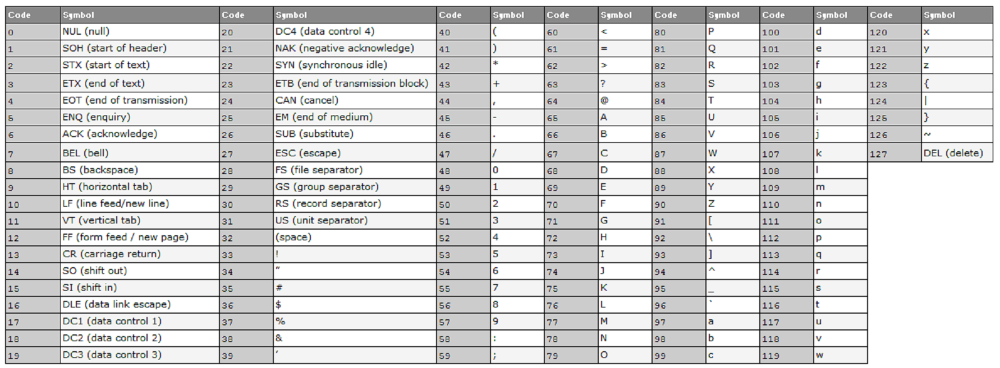 Code Symbol Code Symbol Code Symbol Code Symbol Code Symbol Code Symbol Code Symbol
0 NUL (null) 20 DC4 (data control 4) 40 ( 60 < 80 P 100 d 120 x
1 SOH (start of header) 21 NAK (negative acknowledge) 41 ) 61 = 81 Q 101 e 121 y
2 STX (start of text) 22 SYN (synchronous idle) 42 * 62 > 82 R 102 f 122 z
3 ETX (end of text) 23 ETB (end of transmission block) 43 + 63 ? 83 S 103 g 123 {
4 EOT (end of transmission) 24 CAN (cancel) 44 , 64 @ 84 T 104 h 124 |
5 ENQ (enquiry) 25 EM (end of medium) 45 - 65 A 85 U 105 i 125 }
6 ACK (acknowledge) 26 SUB (substitute) 46 . 66 B 86 V 106 j 126 ~
7 BEL (bell) 27 ESC (escape) 47 / 67 C 87 W 107 k 127 DEL (delete)
8 BS (backspace) 28 FS (file separator) 48 0 68 D 88 X 108 l
9 HT (horizontal tab) 29 GS (group separator) 49 1 69 E 89 Y 109 m
10 LF (line feed/new line) 30 RS (record separator) 50 2 70 F 90 Z 110 n
11 VT (vertical tab) 31 US (unit separator) 51 3 71 G 91 [ 111 o
12 FF (form feed / new page) 32 (space) 52 4 72 H 92 \ 112 p
13 CR (carriage return) 33 ! 53 5 73 I 93 ] 113 q
14 SO (shift out) 34 ” 54 6 74 J 94 ^ 114 r
15 SI (shift in) 35 # 55 7 75 K 95 _ 115 s
16 DLE (data link escape) 36 $ 56 8 76 L 96 ` 116 t
17 DC1 (data control 1) 37 % 57 9 77 M 97 a 117 u
18 DC2 (data control 2) 38 & 58 : 78 N 98 b 118 v
19 DC3 (data control 3) 39 ’ 59 ; 79 O 99 c 119 w